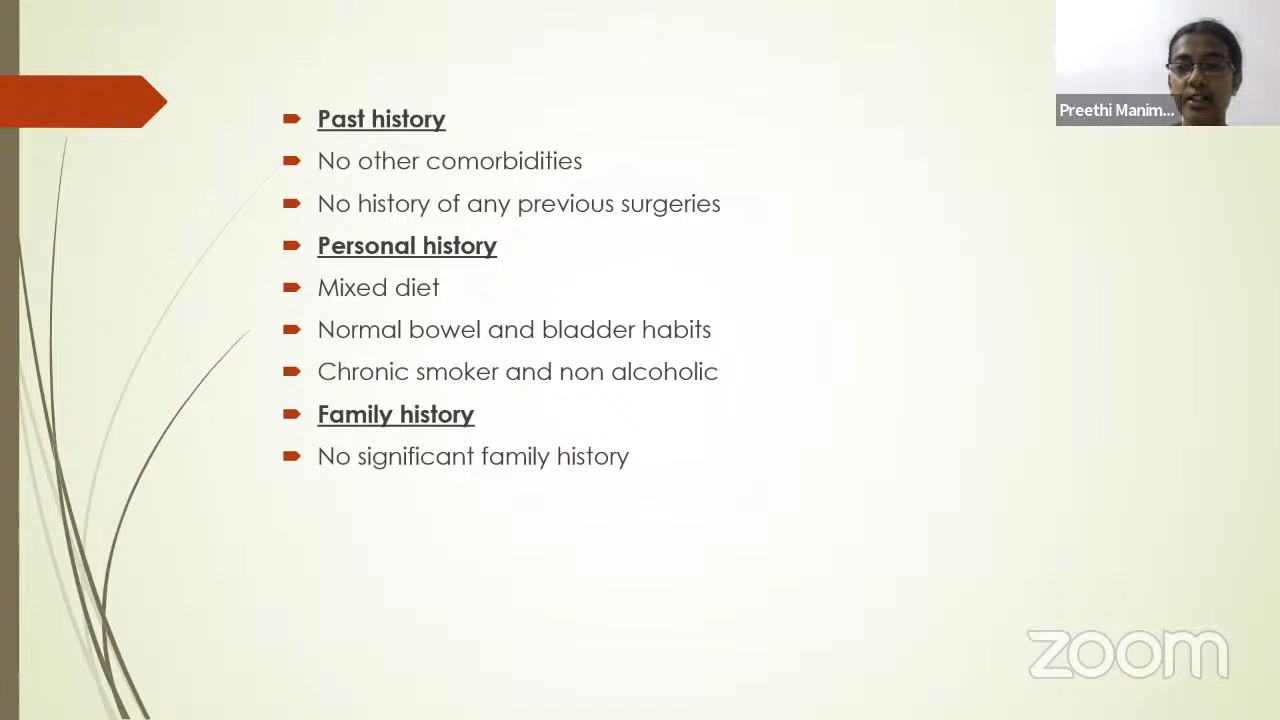 Past history
No other comorbidities
No history of any previous surgeries
Personal history
Mixed diet
Normal bowel and bladder habits
Chronic smoker and non alcoholic
Family history
No significant family history
Preethi Manim...
zoom